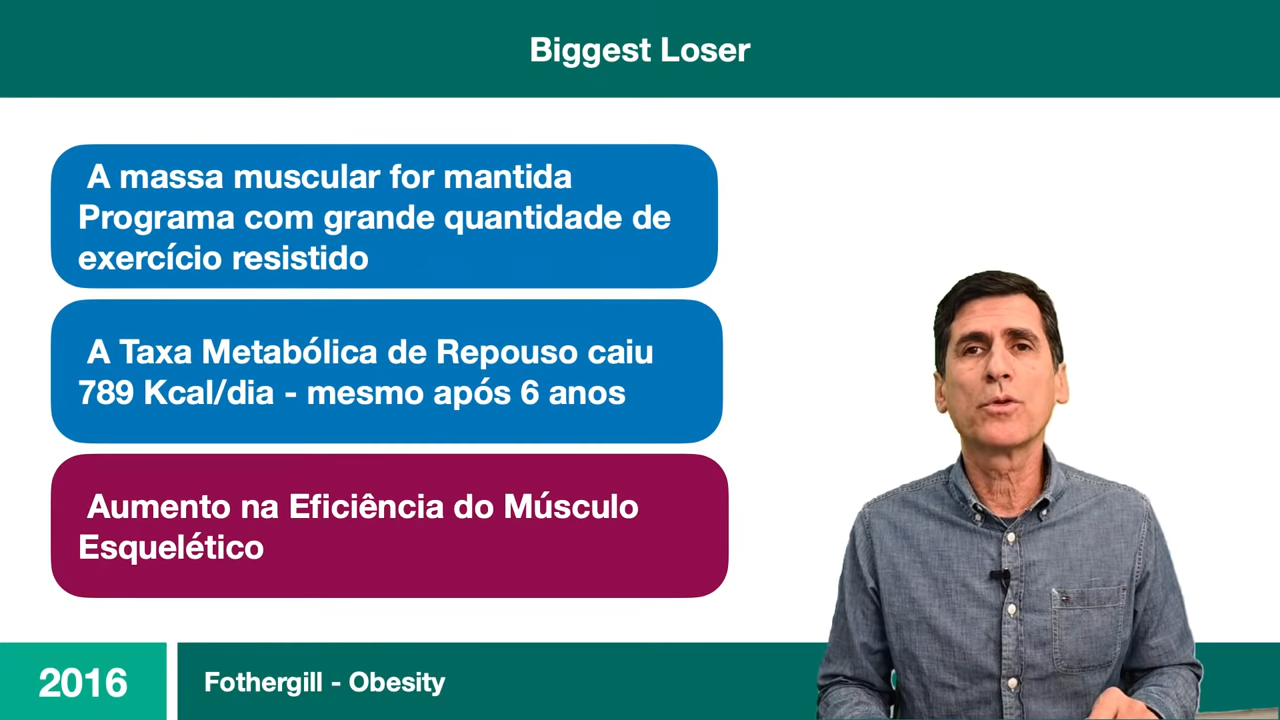 Biggest Loser
A massa muscular for mantida
Programa com grande quantidade de
exercício resistido
A Taxa Metabólica de Repouso caiu
789 Kcal/dia - mesmo após 6 anos
Aumento na Eficiência do Músculo
Esquelético
2016
Fothergill - Obesity